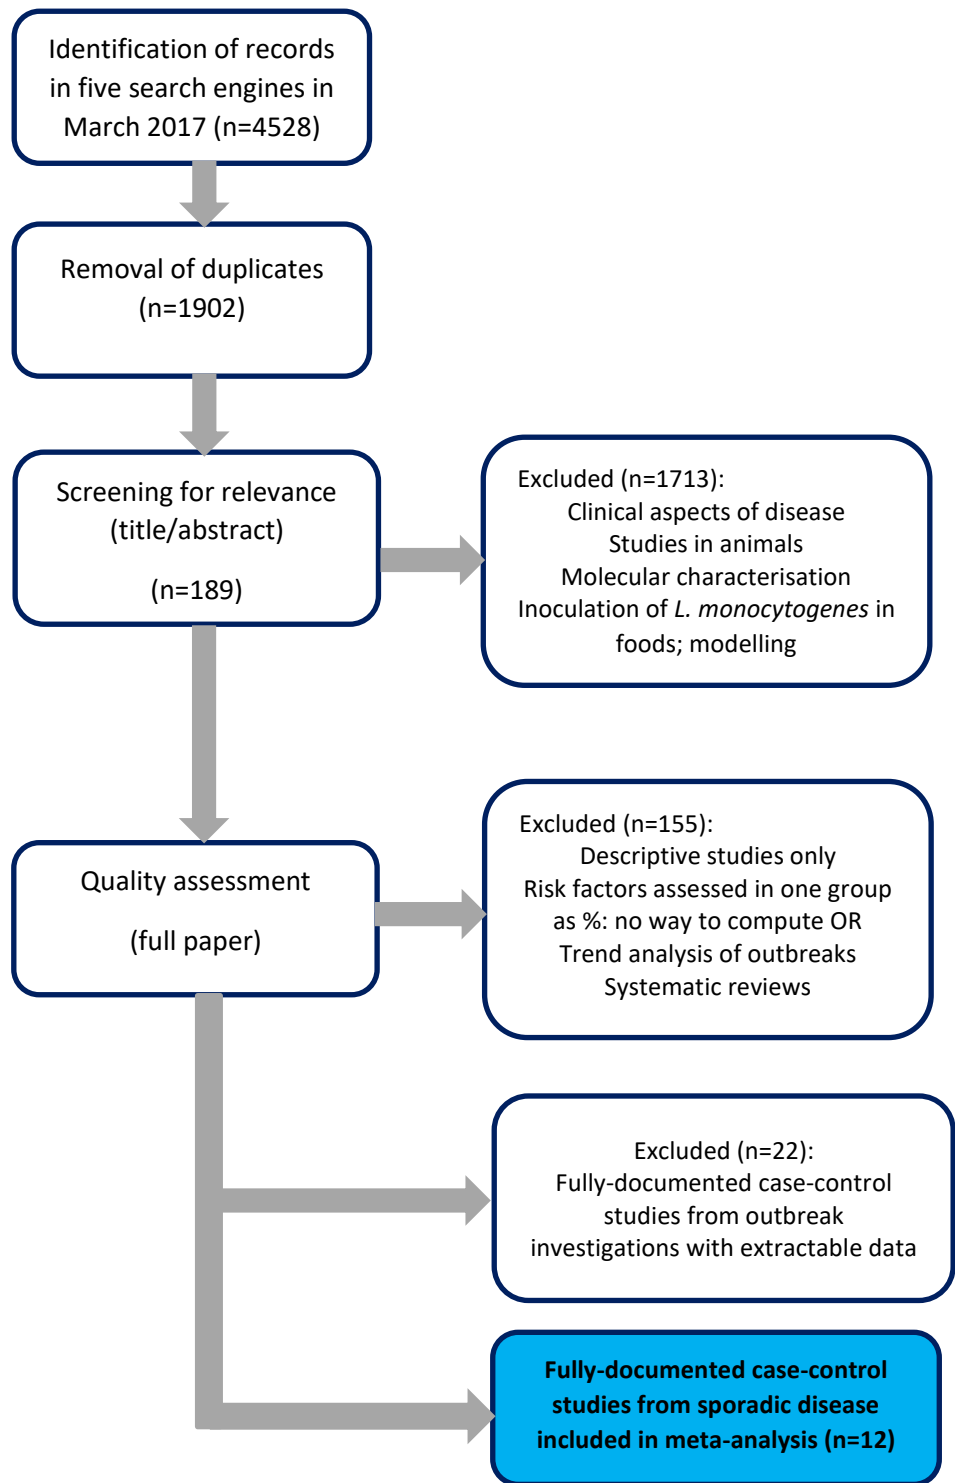 Identification of records
in five search engines in
March 2017 (n=4528)
Removal of duplicates
(n=1902)
Screening for relevance
(title/abstract)
(n=189)
Excluded (n=1713):
Clinical aspects of disease
Studies in animals
Molecular characterisation
Inoculation of L. monocytogenes in
foods; modelling
Quality assessment
(full paper)
Excluded (n=155):
Descriptive studies only
Risk factors assessed in one group
as %: no way to compute OR
Trend analysis of outbreaks
Systematic reviews
Excluded (n=22):
Fully-documented case-control
studies from outbreak
investigations with extractable data
Fully-documented case-control
studies from sporadic disease
included in meta-analysis (n=12)